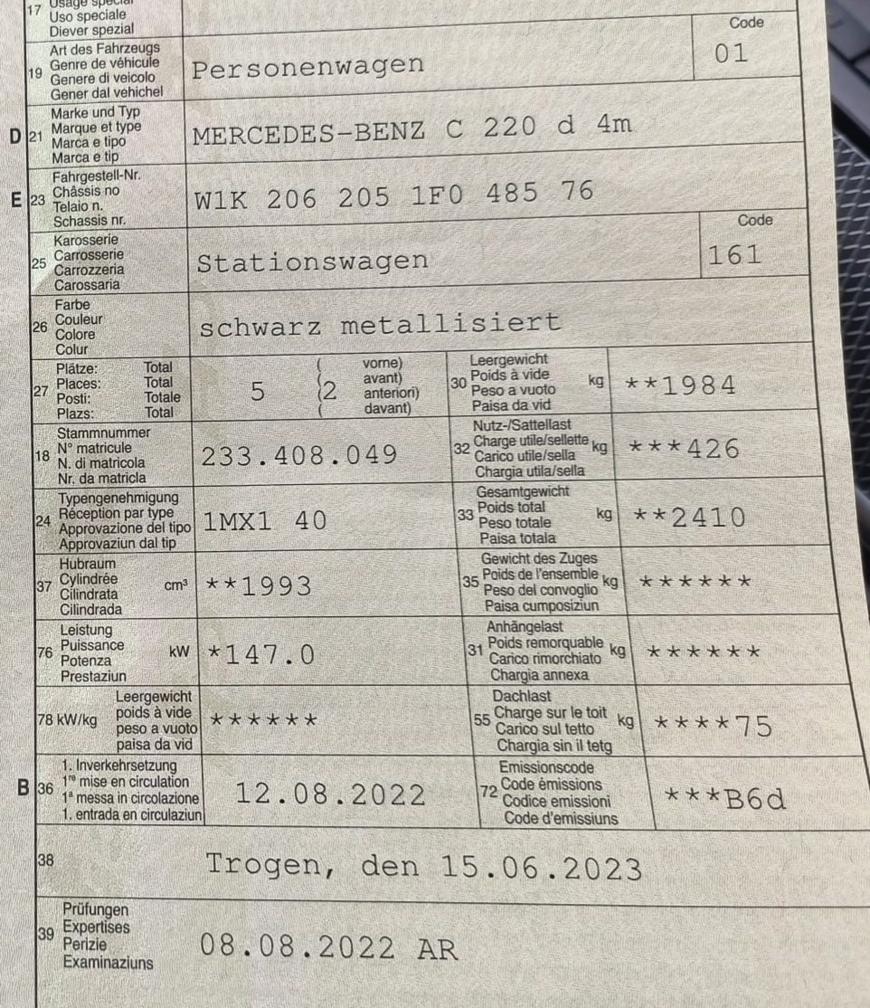 17 Usage spécial
Uso speciale
Diever spezial
19 Art des Fahrzeugs
Genre de véhicule
Genere di veicolo
Gener dal vehichel
Personenwagen
Code
01
D 21 Marke und Typ
Marque et type
Marca e tipo
Marca e tip
MERCEDES-BENZ C 220 d 4m
E 23 Fahrgestell-Nr.
Châssis no
Telaio n.
Schassis nr.
W1K 206 205 1F0 485 76
25 Karosserie
Carrosserie
Carrozzeria
Carossaria
Stationswagen
Code
161
26 Farbe
Couleur
Colore
Colur
schwarz metallisiert
27 Plätze: Total
Places: Total
Posti: Totale
Plazs: Total
5
( vorne)
( avant)
(2 anteriori)
( davant)
30 Leergewicht
Poids à vide
Peso a vuoto
Paisa da vid
kg
**1984
18 Stammnummer
N° matricule
N. di matricola
Nr. da matricla
233.408.049
32 Nutz-/Sattellast
Charge utile/sellette
Carico utile/sella
Chargia utila/sella
kg
***426
24 Typengenehmigung
Réception par type
Approvazione del tipo
Approvaziun dal tip
1MX1 40
33 Gesamtgewicht
Poids total
Peso totale
Paisa totala
kg
**2410
37 Hubraum
Cylindrée
Cilindrata
Cilindrada
cm³
**1993
35 Gewicht des Zuges
Poids de l'ensemble
Peso del convoglio
Paisa cumposiziun
kg
******
76 Leistung
Puissance
Potenza
Prestaziun
kW
*147.0
31 Anhängelast
Poids remorquable
Carico rimorchiato
Chargia annexa
kg
******
78 kW/kg
Leergewicht
poids à vide
peso a vuoto
paisa da vid
******
55 Dachlast
Charge sur le toit
Carico sul tetto
Chargia sin il tetg
kg
****75
B 36 1. Inverkehrsetzung
1re mise en circulation
1a messa in circolazione
1. entrada en circulaziun
12.08.2022
72 Emissionscode
Code émissions
Codice emissioni
Code d'emissiuns
***B6d
38 Trogen, den 15.06.2023
39 Prüfungen
Expertises
Perizie
Examinaziuns
08.08.2022 AR